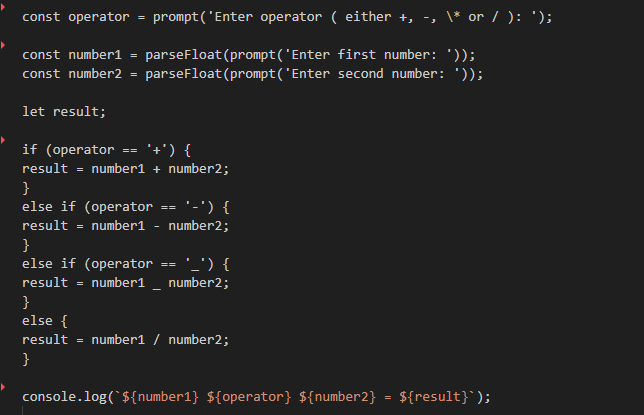 const operator = prompt('Enter operator ( either +, -, \* or / ): ');
const number1 = parseFloat(prompt('Enter first number: '));
const number2 = parseFloat(prompt('Enter second number: '));
let result;
if (operator == '+') {
result = number1 + number2;
}
else if (operator == '-') {
result = number1 - number2;
}
else if (operator == '_') {
result = number1 _ number2;
}
else {
result = number1 / number2;
}
console.log(`${number1} ${operator} ${number2} = ${result}`);